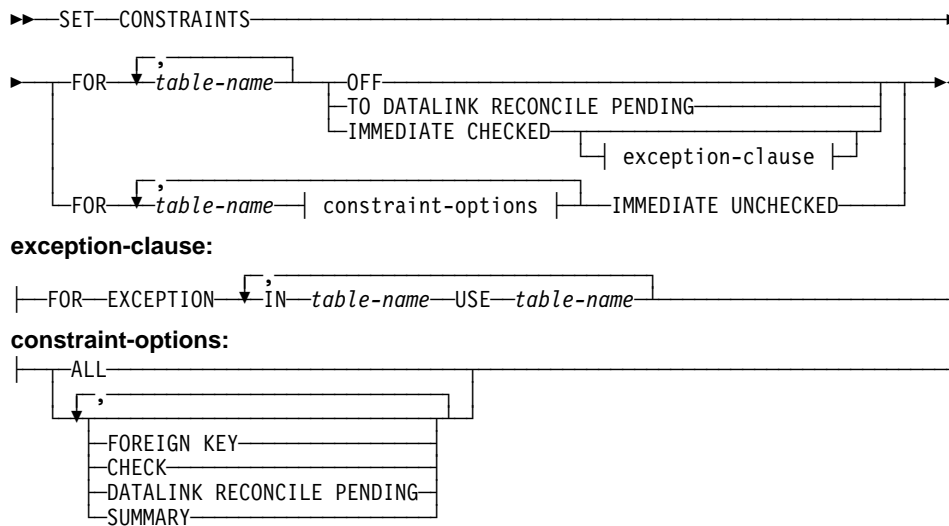 SET CONSTRAINTS
,
FOR table-name OFF
TO DATALINK RECONCILE PENDING
IMMEDIATE CHECKED
exception-clause
,
FOR table-name constraint-options IMMEDIATE UNCHECKED
exception-clause:
,
FOR EXCEPTION IN table-name USE table-name
constraint-options:
ALL
,
FOREIGN KEY
CHECK
DATALINK RECONCILE PENDING
SUMMARY